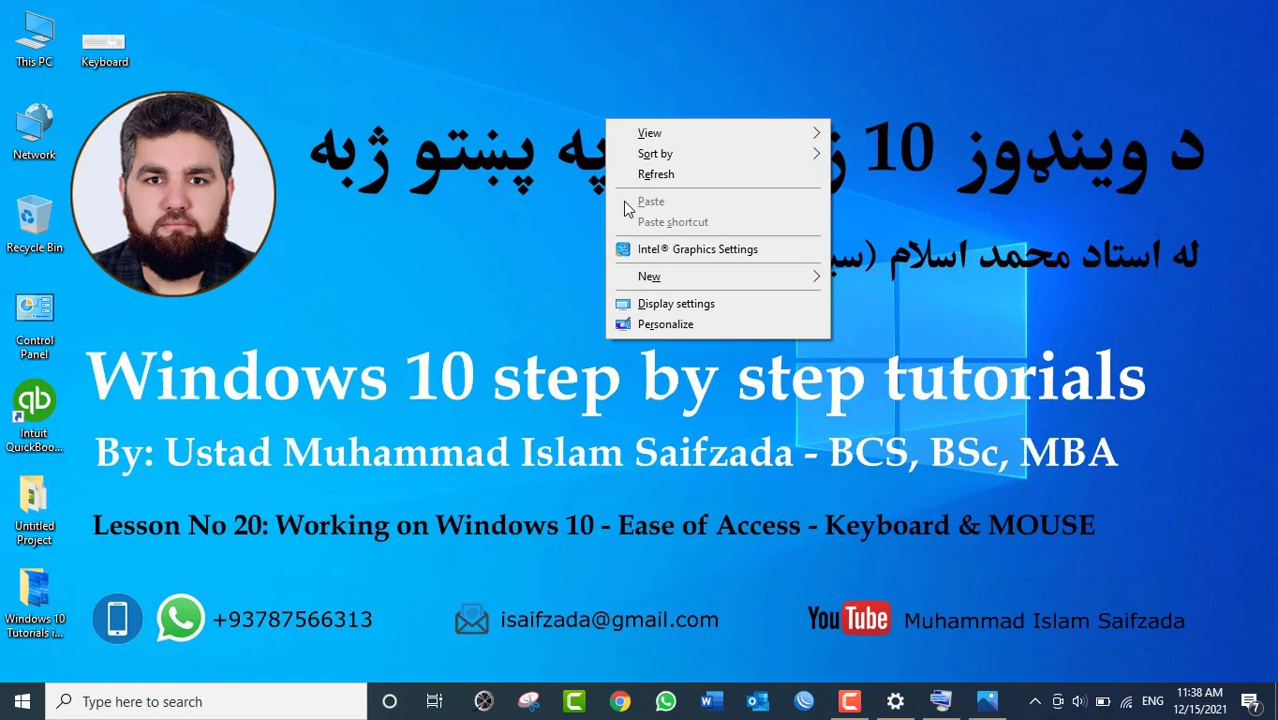 This PC
Keyboard
Network
Recycle Bin
Control
Panel
Intuit
QuickBoo...
Untitled
Project
Windows 10
Tutorials i...
د وينډوز 10 ز
په پښتو ژبه
له استاد محمد اسلام (سی
View
Sort by
Refresh
Paste
Paste shortcut
Intel® Graphics Settings
New
Display settings
Personalize
Windows 10 step by step tutorials
By: Ustad Muhammad Islam Saifzada - BCS, BSc, MBA
Lesson No 20: Working on Windows 10 - Ease of Access - Keyboard & MOUSE
+93787566313
isaifzada@gmail.com
YouTube Muhammad Islam Saifzada
Type here to search
ENG
11:38 AM
12/15/2021
7